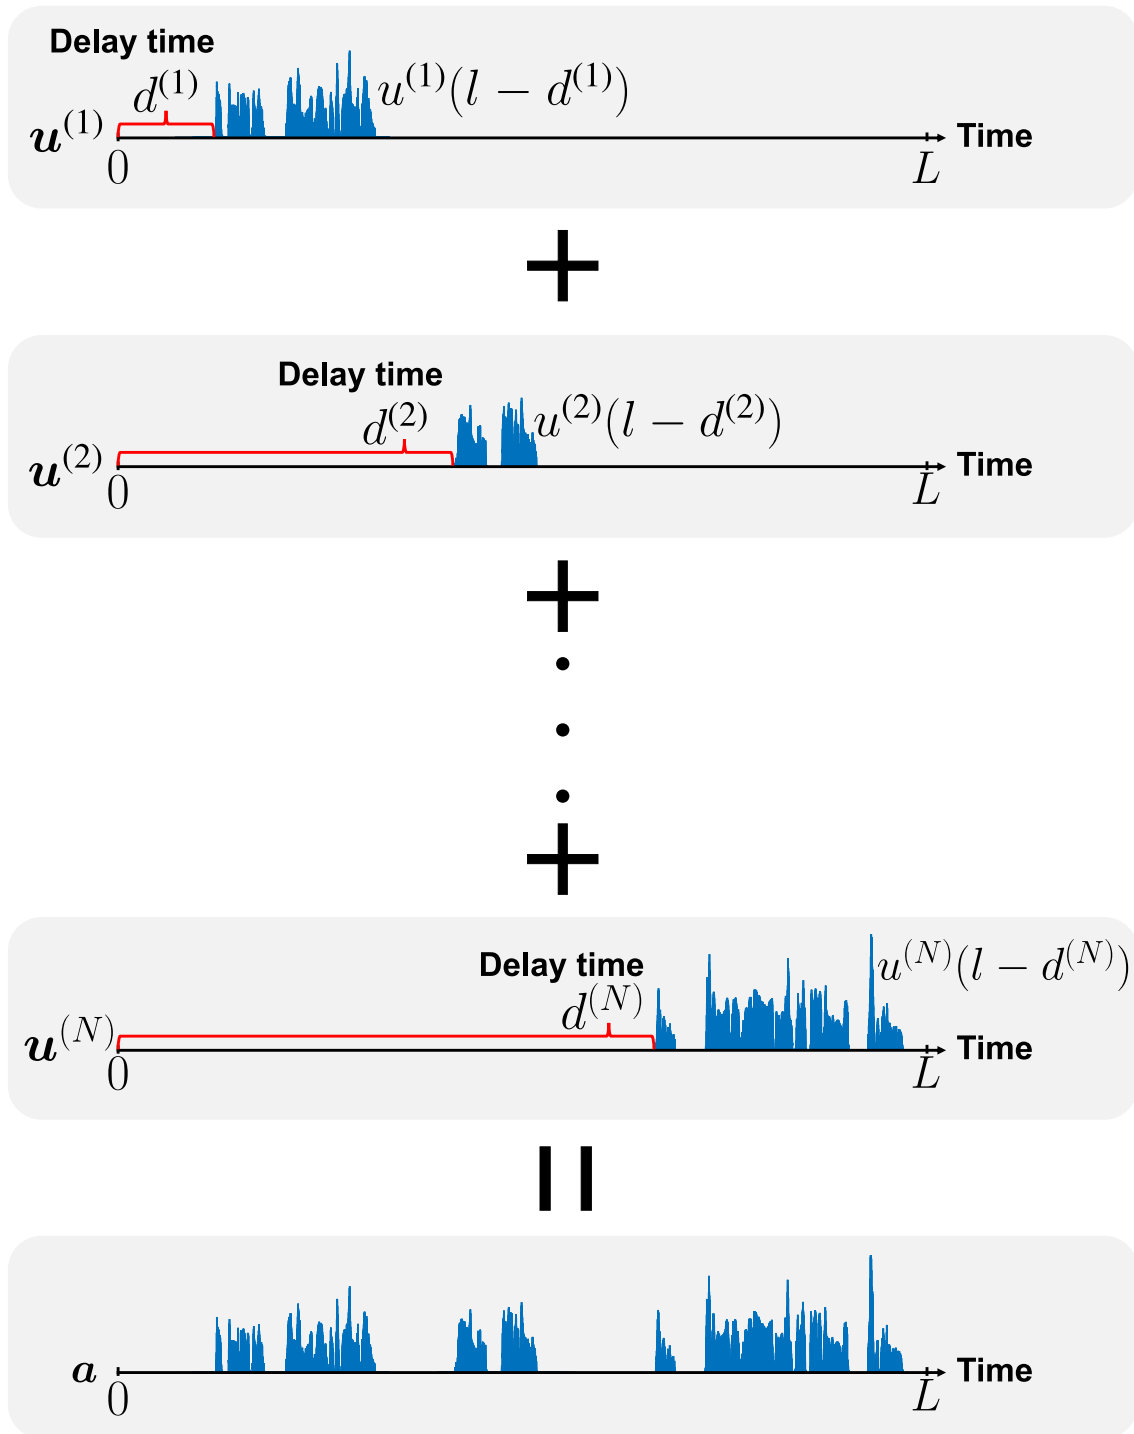 Delay time
d^{(1)} u^{(1)}(l − d^{(1)})
u^{(1)} Time
0 L
+
Delay time
d^{(2)} u^{(2)}(l − d^{(2)})
u^{(2)} Time
0 L
+
+
Delay time u^{(N)}(l − d^{(N)})
d^{(N)}
u^{(N)} Time
0 L
=
a Time
0 L